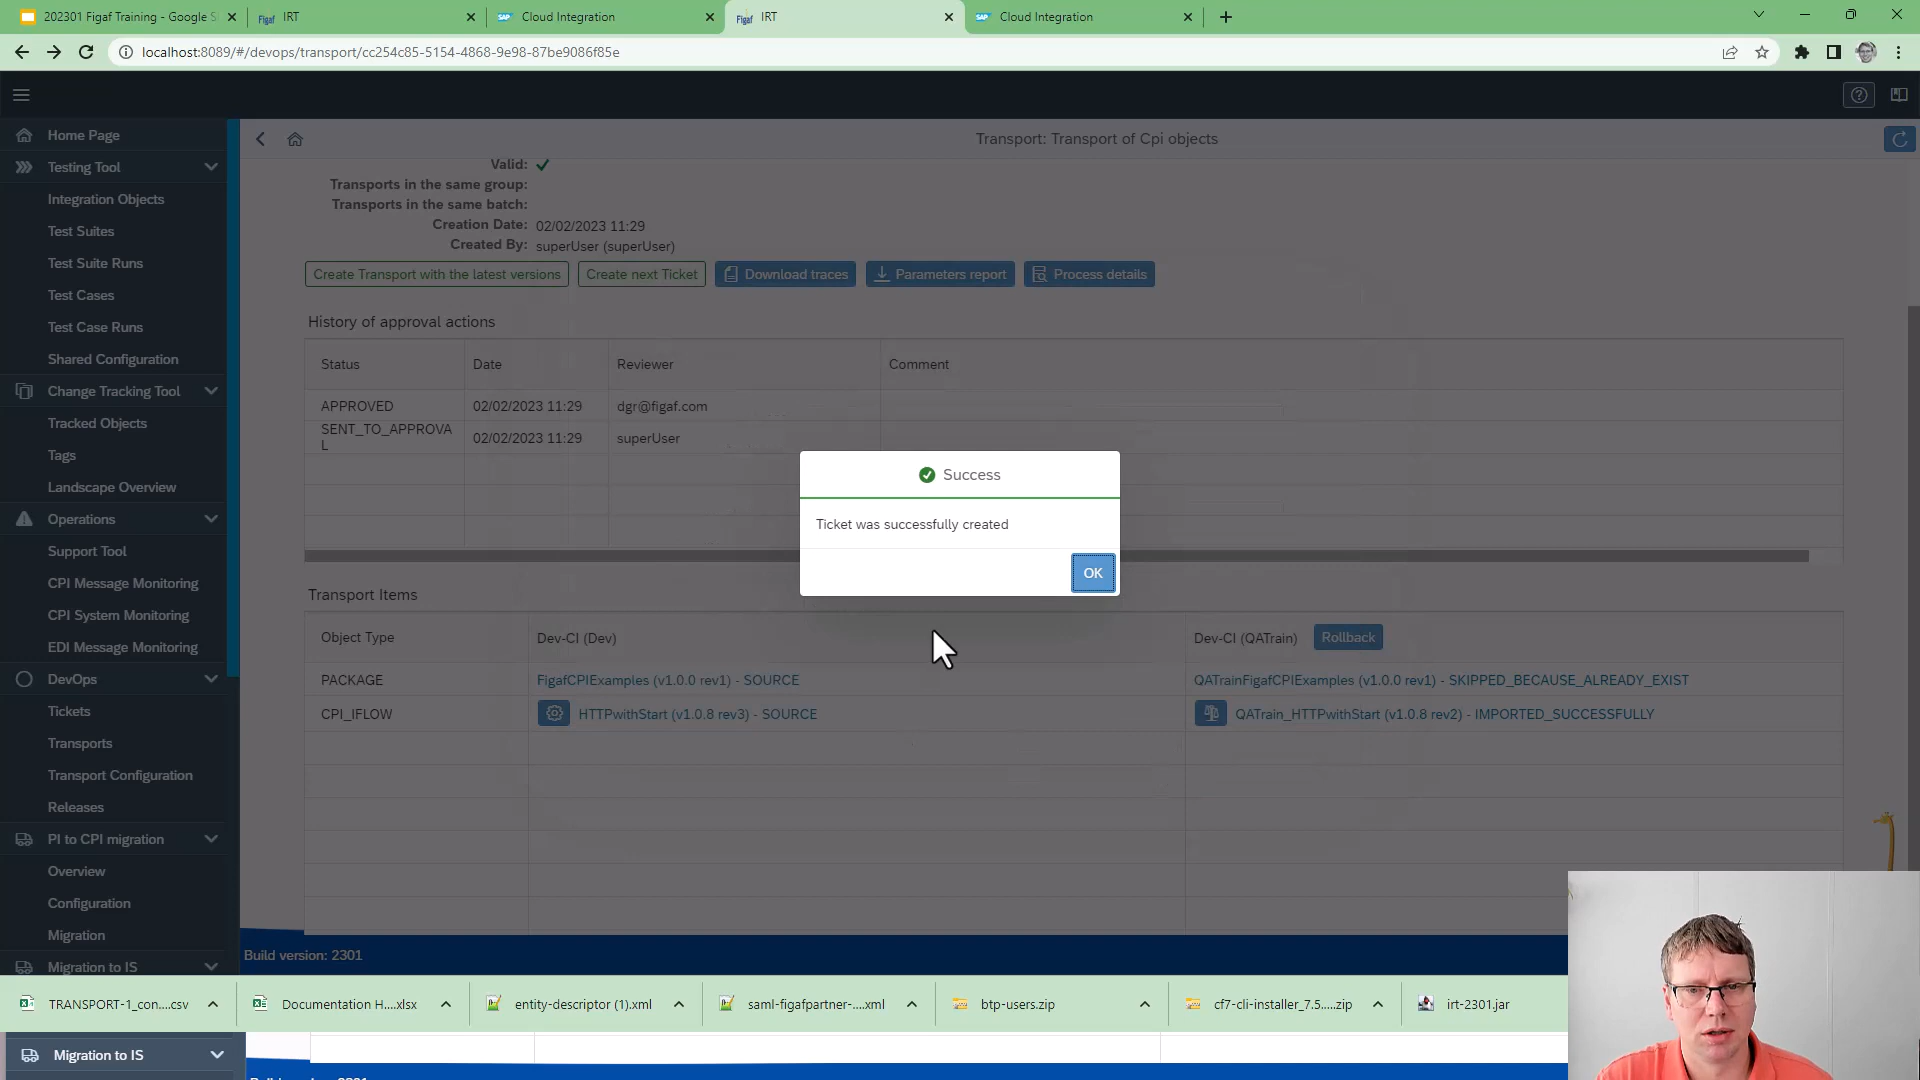 202301 Figaf Training - Google S
Figaf IRT
SAP Cloud Integration
Figaf IRT
SAP Cloud Integration
localhost:8089/#/devops/transport/cc254c85-5154-4868-9e98-87be9086f85e
Home Page
Testing Tool
Integration Objects
Test Suites
Test Suite Runs
Test Cases
Test Case Runs
Shared Configuration
Change Tracking Tool
Tracked Objects
Tags
Landscape Overview
Operations
Support Tool
CPI Message Monitoring
CPI System Monitoring
EDI Message Monitoring
DevOps
Tickets
Transports
Transport Configuration
Releases
PI to CPI migration
Overview
Configuration
Migration
Migration to IS
Transport: Transport of Cpi objects
Valid:
Transports in the same group:
Transports in the same batch:
Creation Date: 02/02/2023 11:29
Created By: superUser (superUser)
Create Transport with the latest versions
Create next Ticket
Download traces
Parameters report
Process details
History of approval actions
Status Date Reviewer Comment
APPROVED 02/02/2023 11:29 dgr@figaf.com
SENT_TO_APPROVA
L 02/02/2023 11:29 superUser
Success
Ticket was successfully created
OK
Transport Items
Object Type Dev-CI (Dev) Dev-CI (QATrain) Rollback
PACKAGE FigafCPIExamples (v1.0.0 rev1) - SOURCE QATrainFigafCPIExamples (v1.0.0 rev1) - SKIPPED_BECAUSE_ALREADY_EXIST
CPI_IFLOW HTTPwithStart (v1.0.8 rev3) - SOURCE QATrain_HTTPwithStart (v1.0.8 rev2) - IMPORTED_SUCCESSFULLY
Build version: 2301
TRANSPORT-1_con....csv
Documentation H....xlsx
entity-descriptor (1).xml
saml-figafpartner-....xml
btp-users.zip
cf7-cli-installer_7.5.....zip
irt-2301.jar
Migration to IS